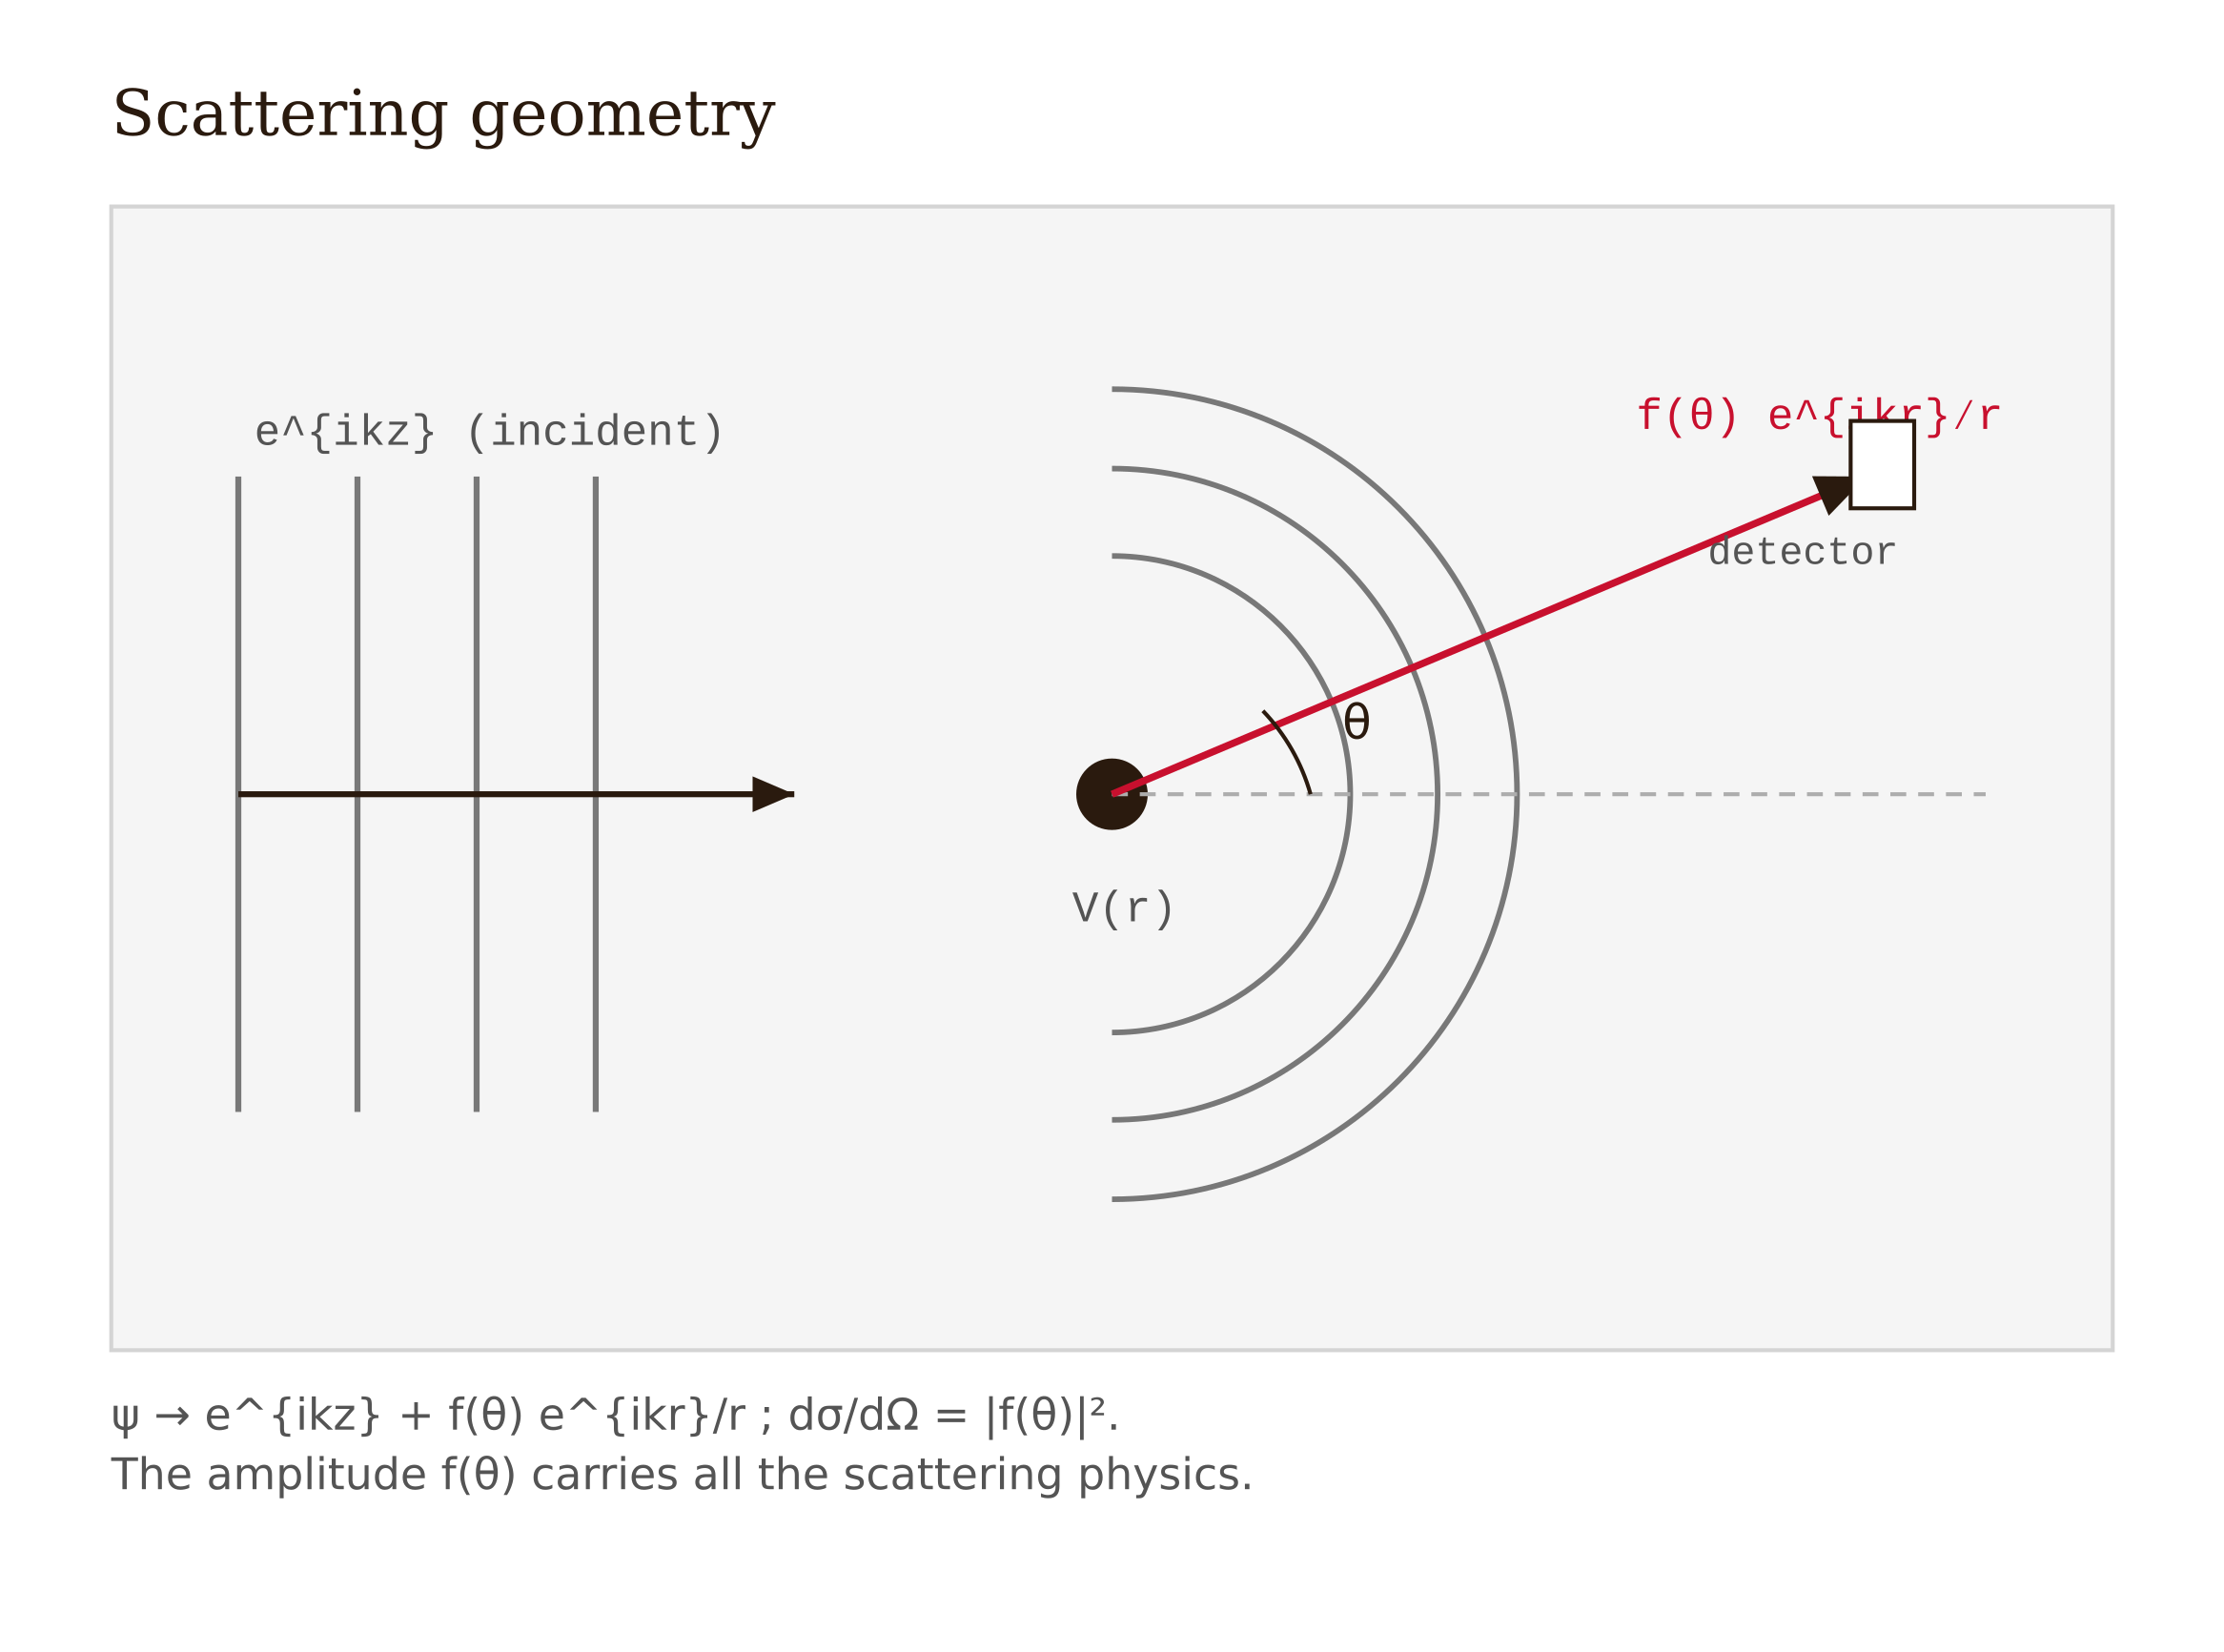 Scattering geometry
e^{ikz} (incident)
f(θ) e^{ikr}/r
detector
θ
V(r)
ψ → e^{ikz} + f(θ) e^{ikr}/r ; dσ/dΩ = |f(θ)|².
The amplitude f(θ) carries all the scattering physics.